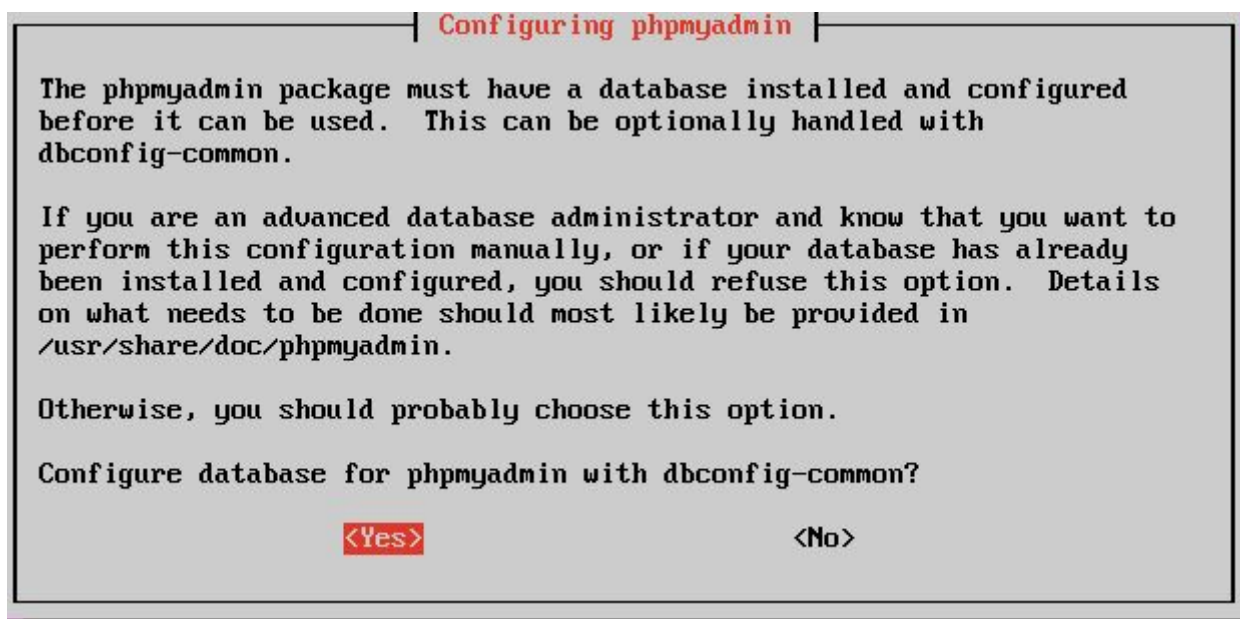 Configuring phpmyadmin
The phpmyadmin package must have a database installed and configured
before it can be used.  This can be optionally handled with
dbconfig-common.
If you are an advanced database administrator and know that you want to
perform this configuration manually, or if your database has already
been installed and configured, you should refuse this option.  Details
on what needs to be done should most likely be provided in
/usr/share/doc/phpmyadmin.
Otherwise, you should probably choose this option.
Configure database for phpmyadmin with dbconfig-common?
<Yes> <No>